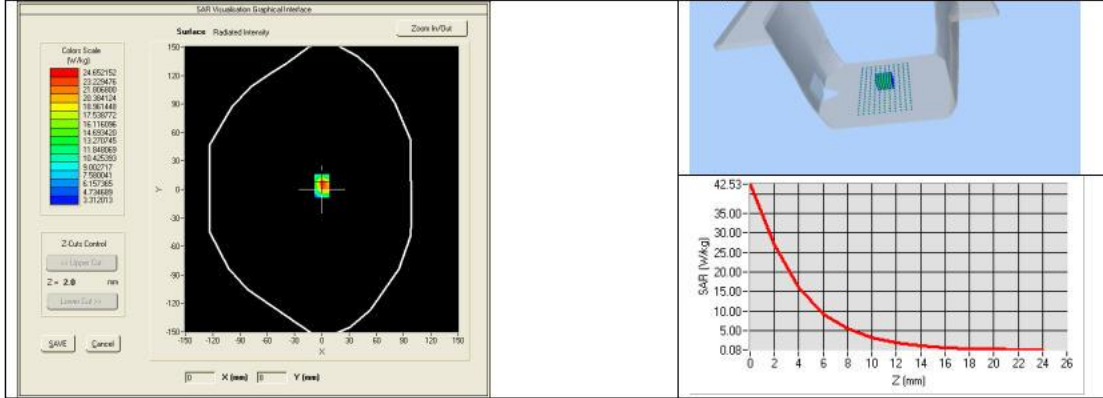 SAR Visualisation Graphical Interface
Surface Radiated Intensity
Zoom In/Out
Colors Scale
(W/kg)
24.652152
23.229476
21.806800
20.384124
18.961448
17.538772
16.116096
14.693420
13.270745
11.848069
10.425393
9.002717
7.580041
6.157365
4.734689
3.312013
Z-Cuts Control
<< Upper Cut
Z = 2.0 mm
Lower Cut >>
SAVE Cancel
150
120
90
60
30
0
-30
-60
-90
-120
-150
Y
-150 -120 -90 -60 -30 0 30 60 90 120 150
X
0 X (mm) 0 Y (mm)
42.53
35.00
30.00
25.00
20.00
15.00
10.00
5.00
0.08
SAR (W/kg)
0 2 4 6 8 10 12 14 16 18 20 22 24 26
Z (mm)